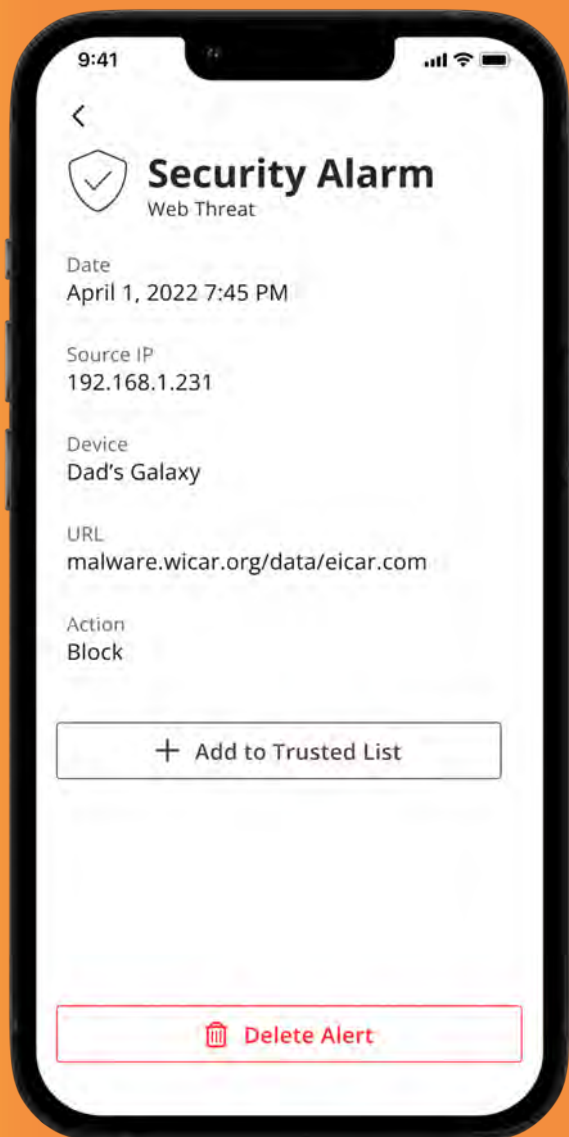 9:41
Security Alarm
Web Threat
Date
April 1, 2022 7:45 PM
Source IP
192.168.1.231
Device
Dad’s Galaxy
URL
malware.wicar.org/data/eicar.com
Action
Block
+ Add to Trusted List
Delete Alert